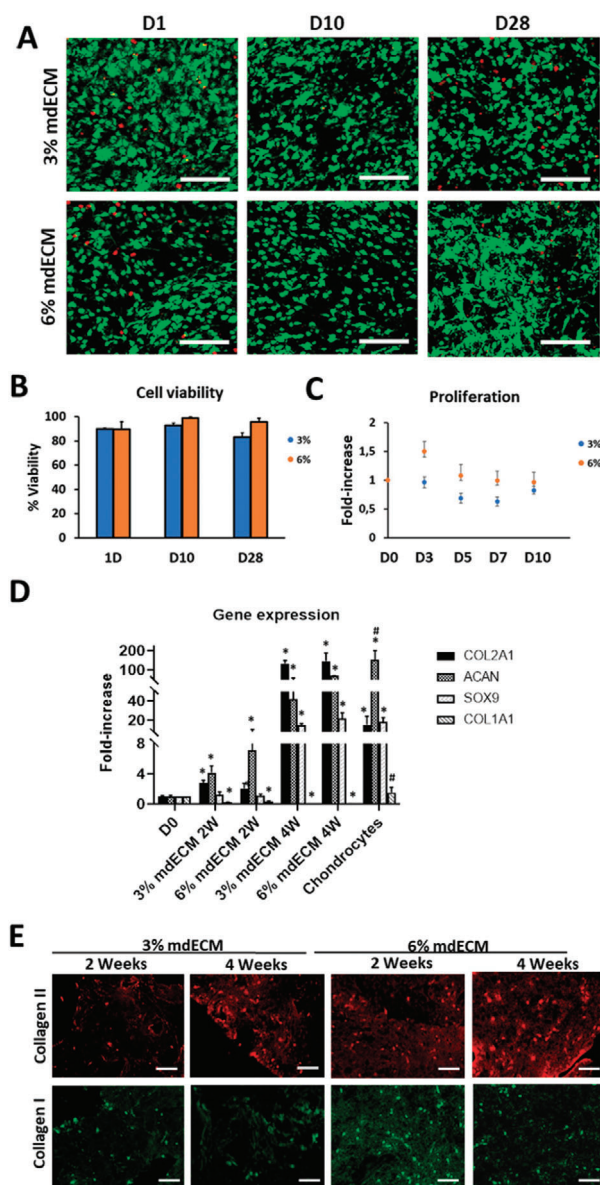 A
D1 D10 D28
3% mdECM
6% mdECM
B
Cell viability
% Viability
100
80
60
40
20
0
1D D10 D28
3%
6%
C
Proliferation
Fold-increase
2
1,5
1
0,5
0
D0 D3 D5 D7 D10
3%
6%
D
Gene expression
Fold-increase
200
100
40
20
8
4
0
* * * * * * * * * * * * * * # * * #
D0
3% mdECM 2W
6% mdECM 2W
3% mdECM 4W
6% mdECM 4W
Chondrocytes
COL2A1
ACAN
SOX9
COL1A1
E
3% mdECM 6% mdECM
2 Weeks 4 Weeks 2 Weeks 4 Weeks
Collagen II
Collagen I